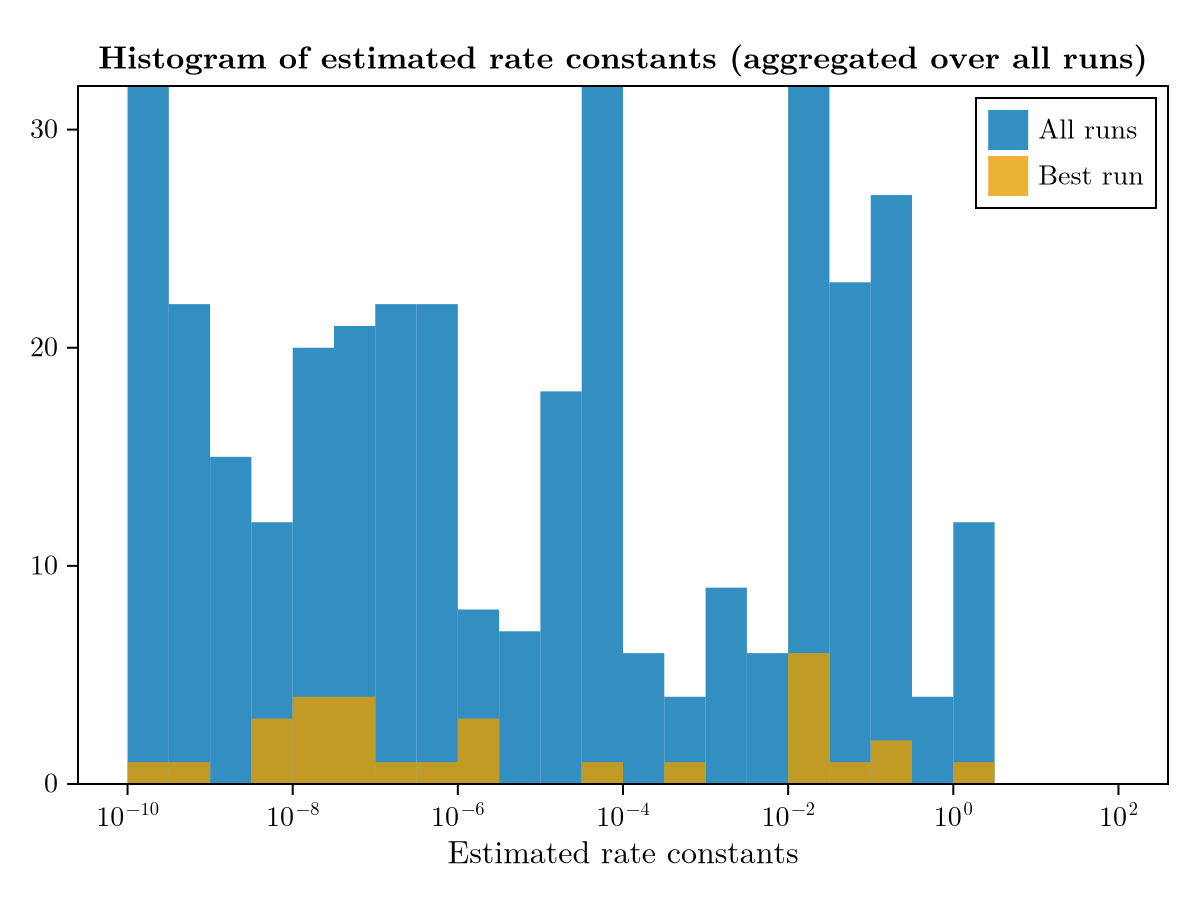 Histogram of estimated rate constants (aggregated over all runs)
All runs
Best run
30
20
10
0
10⁻¹⁰ 10⁻⁸ 10⁻⁶ 10⁻⁴ 10⁻² 10⁰ 10²
Estimated rate constants